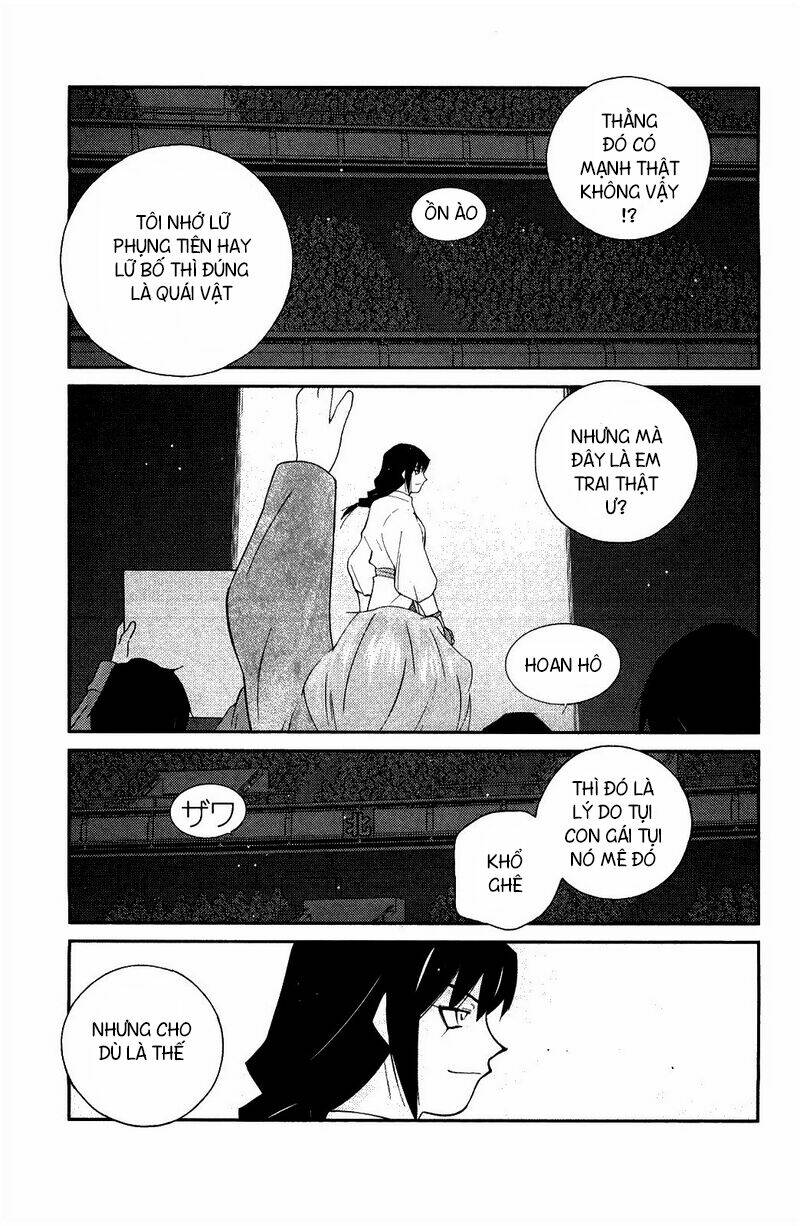 THẰNG
ĐÓ CÓ
MẠNH THẬT
KHÔNG VẬY
!?
ỒN ÀO
TÔI NHỚ LỮ
PHỤNG TIÊN HAY
LỮ BỐ THÌ ĐÚNG
LÀ QUÁI VẬT
NHƯNG MÀ
ĐÂY LÀ EM
TRAI THẬT
Ư?
HOAN HÔ
THÌ ĐÓ LÀ
LÝ DO TỤI
CON GÁI TỤI
NÓ MÊ ĐÓ
KHỔ
GHÊ
ザワ
北
NHƯNG CHO
DÙ LÀ THẾ